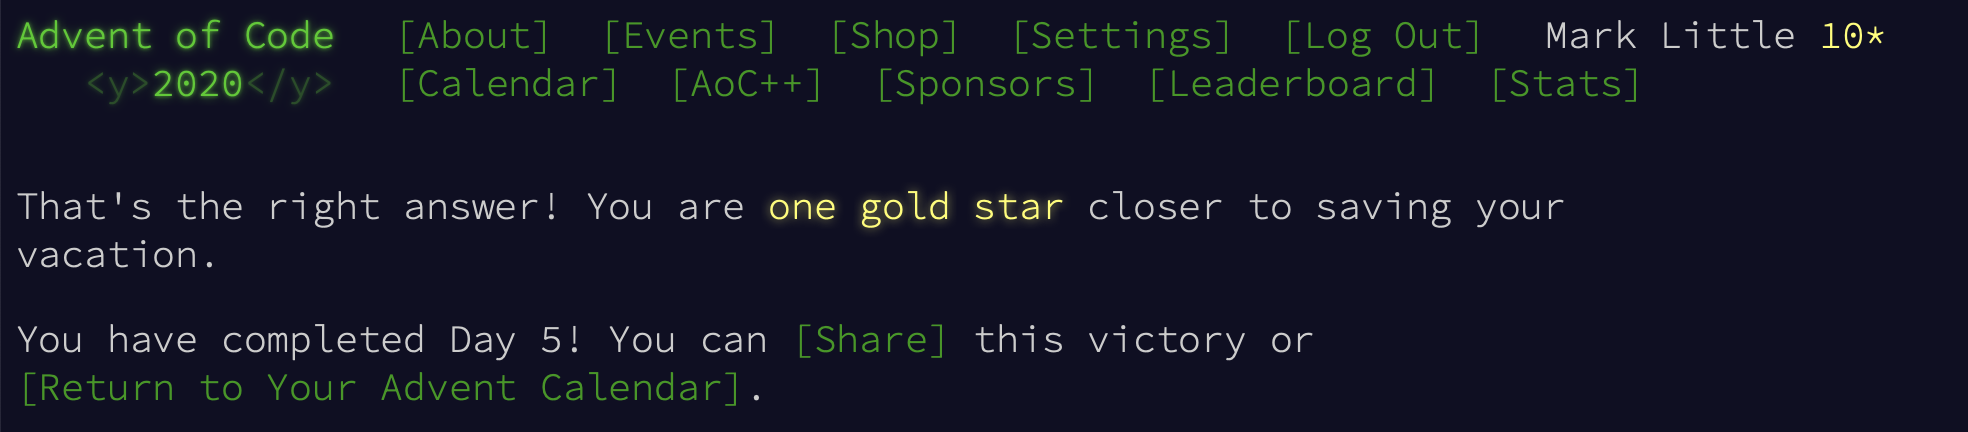 Advent of Code [About] [Events] [Shop] [Settings] [Log Out] Mark Little 10*
<y>2020</y> [Calendar] [AoC++] [Sponsors] [Leaderboard] [Stats]
That's the right answer! You are one gold star closer to saving your
vacation.
You have completed Day 5! You can [Share] this victory or
[Return to Your Advent Calendar].